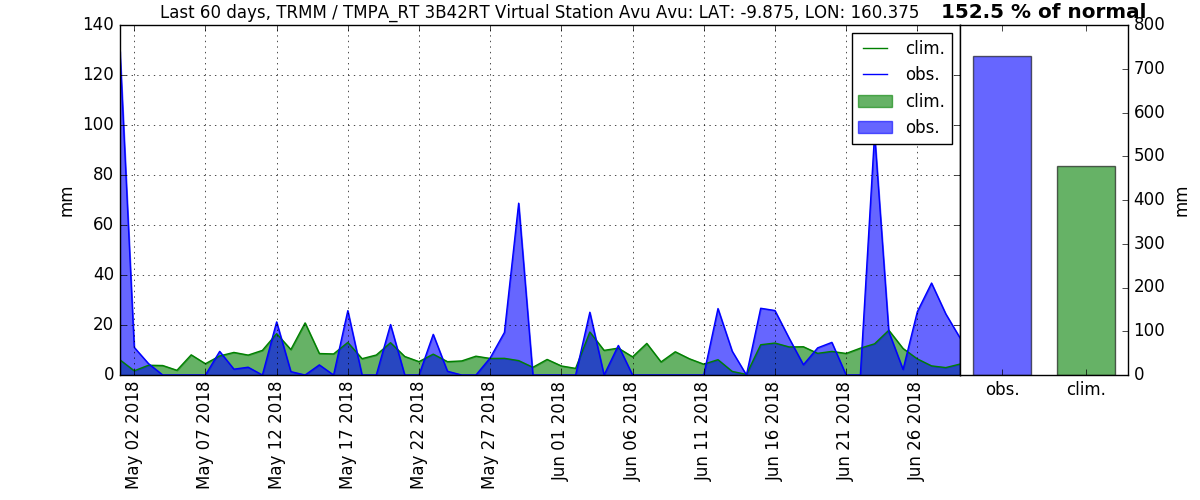 Last 60 days, TRMM / TMPA_RT 3B42RT Virtual Station Avu Avu: LAT: -9.875, LON: 160.375
152.5 % of normal
140
120
100
80
60
40
20
0
mm
clim.
obs.
clim.
obs.
800
700
600
500
400
300
200
100
0
mm
May 02 2018
May 07 2018
May 12 2018
May 17 2018
May 22 2018
May 27 2018
Jun 01 2018
Jun 06 2018
Jun 11 2018
Jun 16 2018
Jun 21 2018
Jun 26 2018
obs.
clim.